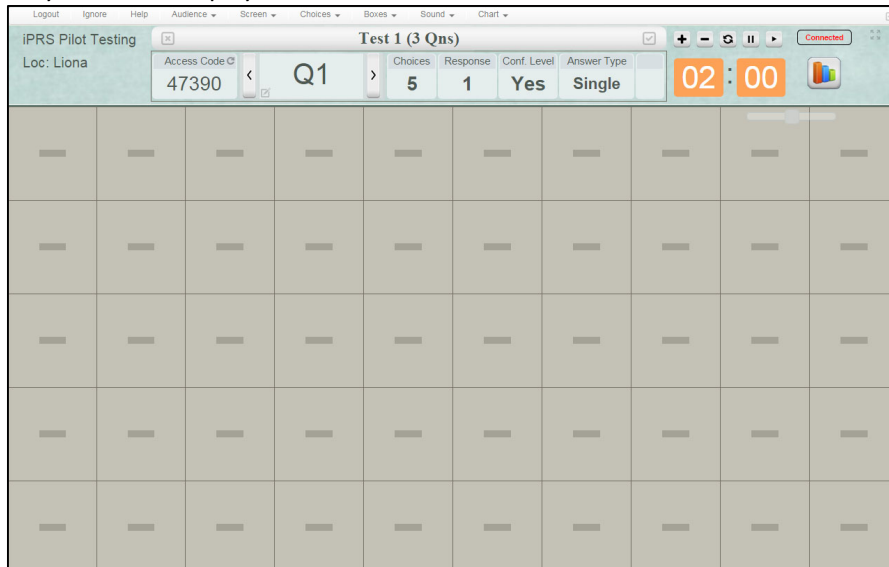 Logout Ignore Help Audience Screen Choices Boxes Sound Chart
iPRS Pilot Testing
Test 1 (3 Qns)
Connected
Loc: Liona
Access Code
47390
Q1
Choices
5
Response
1
Conf. Level
Yes
Answer Type
Single
02 : 00